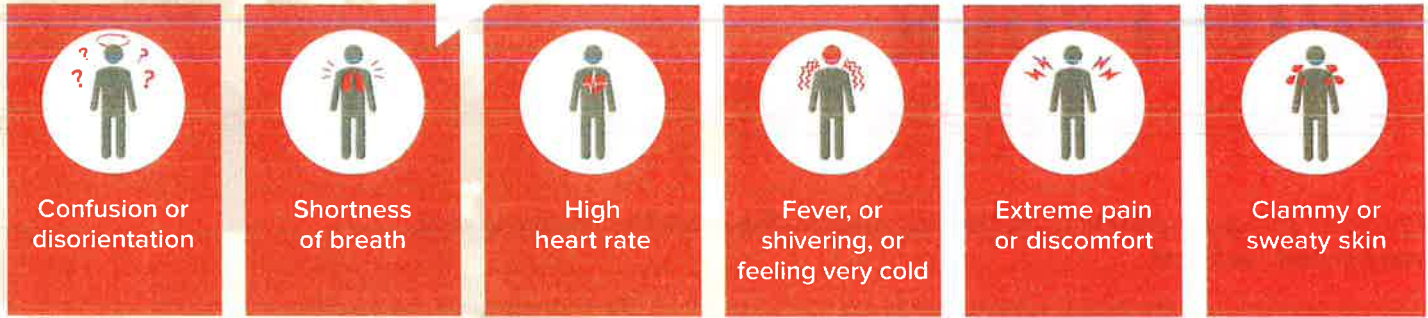 Confusion or
disorientation
Shortness
of breath
High
heart rate
Fever, or
shivering, or
feeling very cold
Extreme pain
or discomfort
Clammy or
sweaty skin